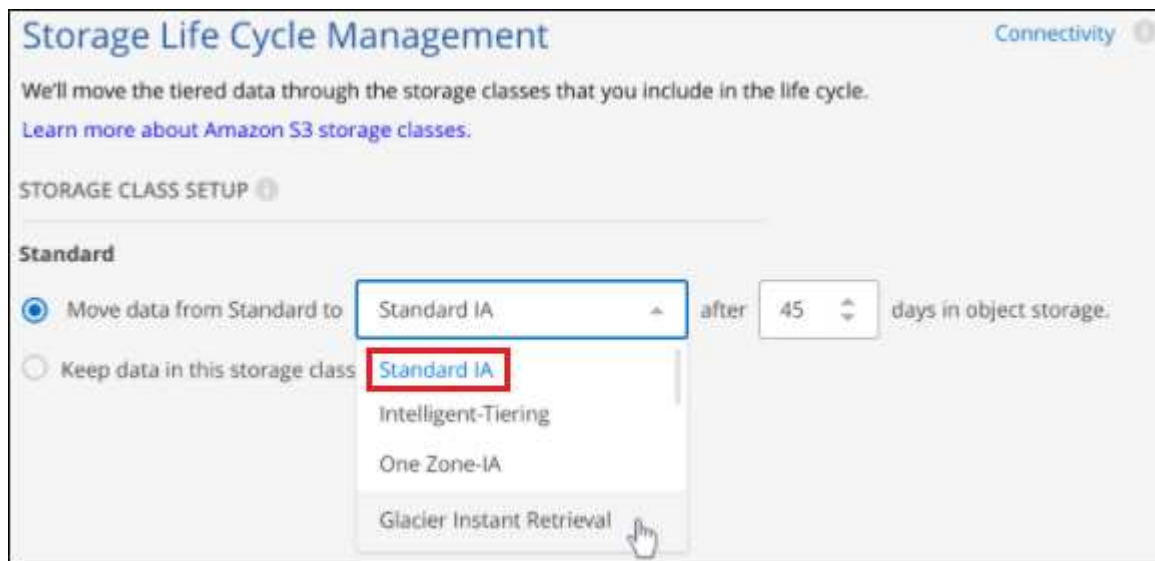 Storage Life Cycle Management
Connectivity
We'll move the tiered data through the storage classes that you include in the life cycle.
Learn more about Amazon S3 storage classes.
STORAGE CLASS SETUP
Standard
Move data from Standard to Standard IA after 45 days in object storage.
Keep data in this storage class
Standard IA
Intelligent-Tiering
One Zone-IA
Glacier Instant Retrieval